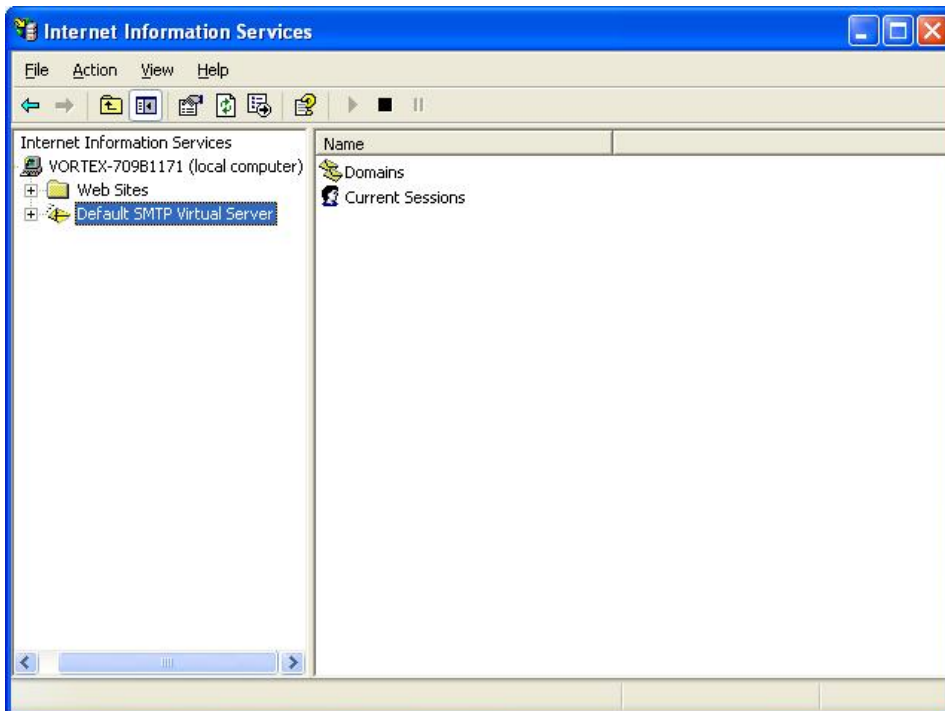 Internet Information Services
File Action View Help
Internet Information Services
VORTEX-709B1171 (local computer)
Web Sites
Default SMTP Virtual Server
Name
Domains
Current Sessions